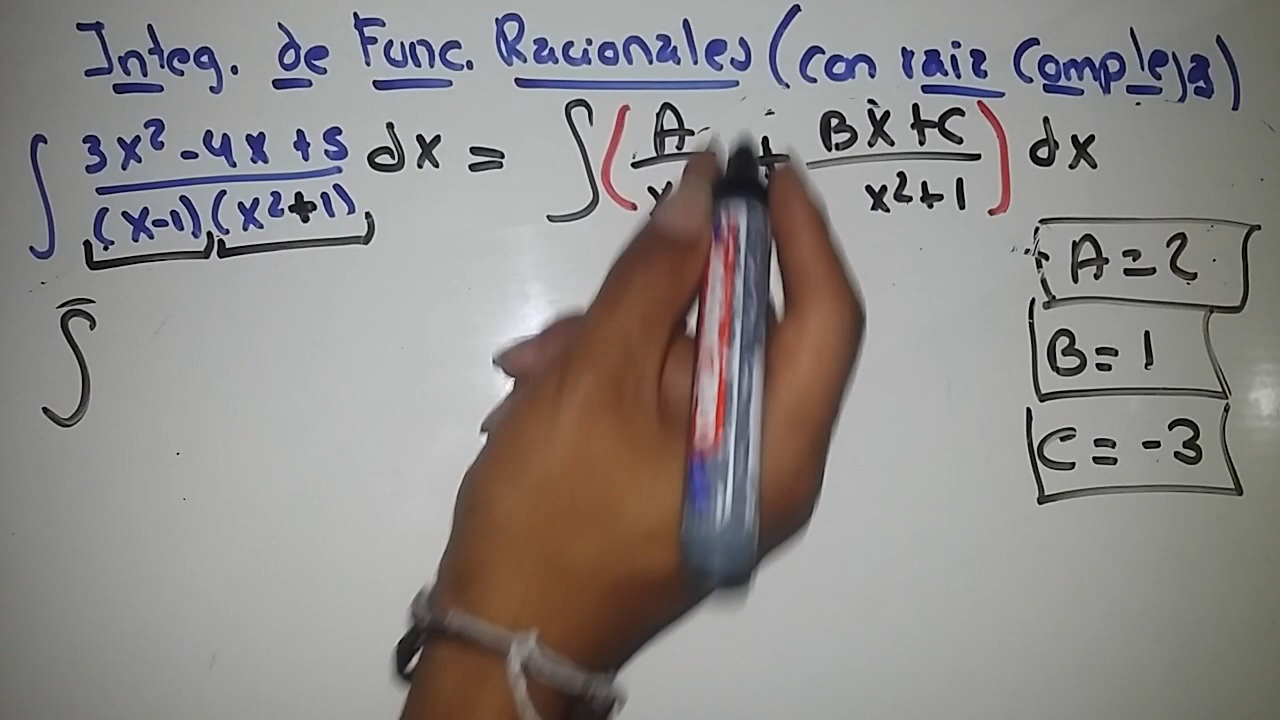 Integ. de Func. Racionales (con raiz Compleja)
∫ 3x² - 4x + 5 / (x-1)(x²+1) dx = ∫ ( A / x + Bx + C / x²+1 ) dx
A = 2
B = 1
C = -3
∫